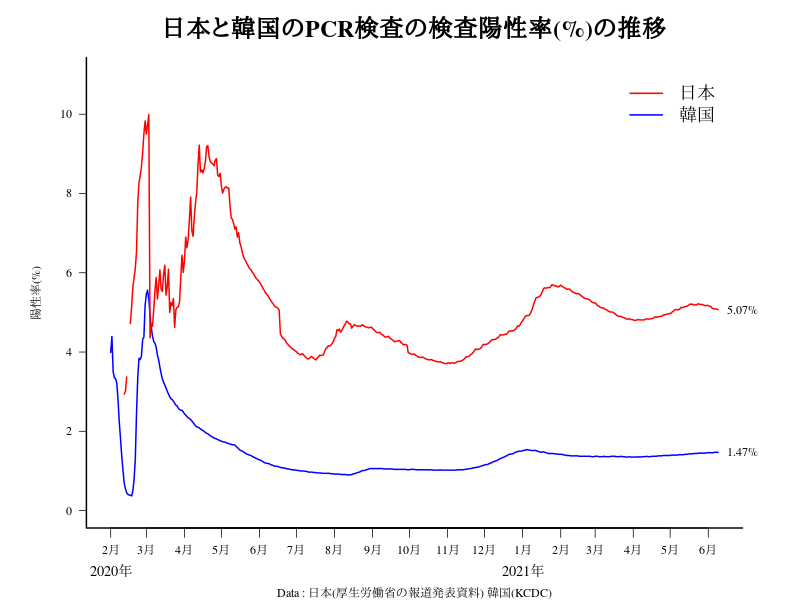 日本と韓国のPCR検査の検査陽性率(%)の推移
日本
韓国
陽性率(%)
10
8
6
4
2
0
5.07%
1.47%
2月 3月 4月 5月 6月 7月 8月 9月 10月 11月 12月 1月 2月 3月 4月 5月 6月
2020年 2021年
Data : 日本(厚生労働省の報道発表資料) 韓国(KCDC)